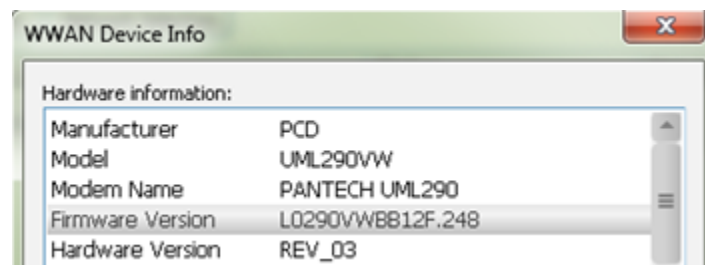 WWAN Device Info
Hardware information:
Manufacturer PCD
Model UML290VW
Modem Name PANTECH UML290
Firmware Version L0290VWBB12F.248
Hardware Version REV_03